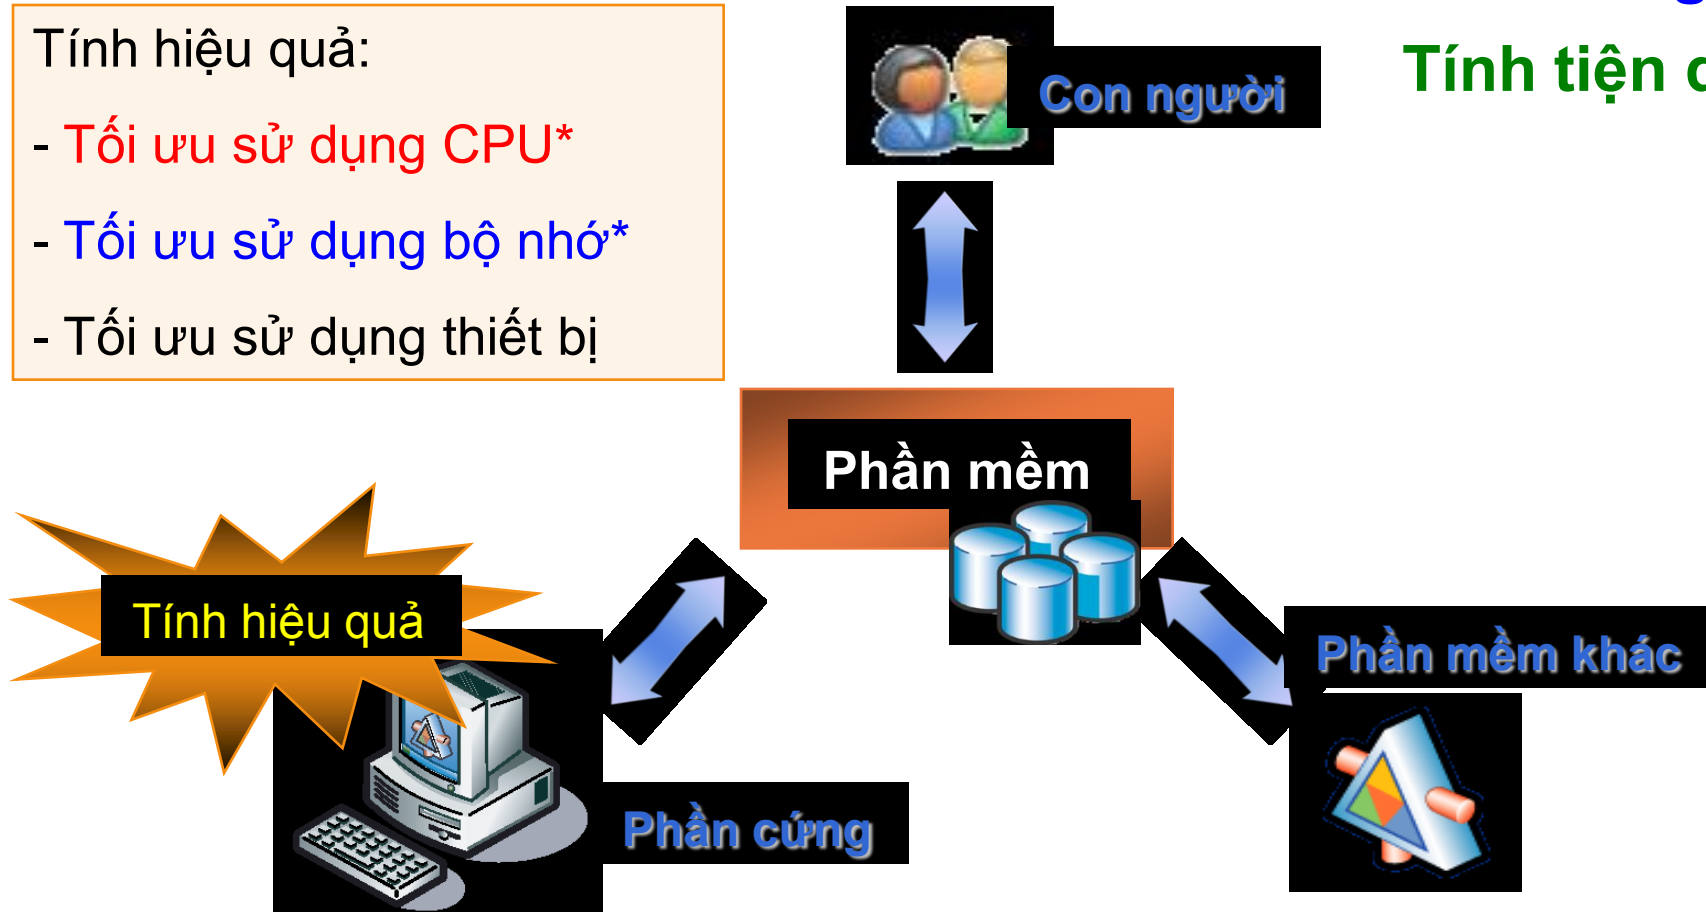 Tính hiệu quả:
- Tối ưu sử dụng CPU*
- Tối ưu sử dụng bộ nhớ*
- Tối ưu sử dụng thiết bị
Con người
Tính tiện
Phần mềm
Tính hiệu quả
Phần mềm khác
Phần cứng